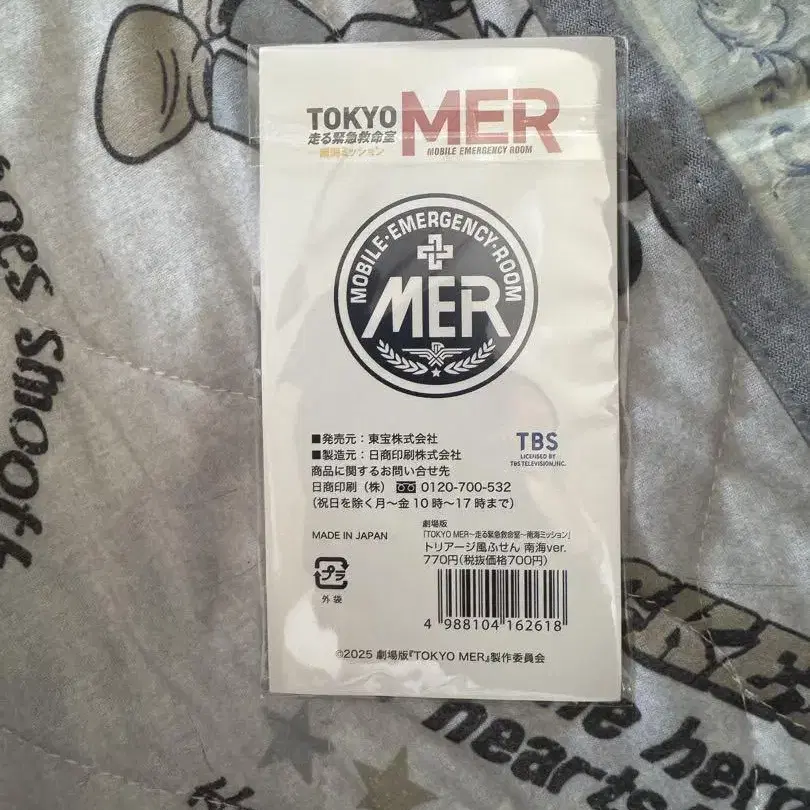 TOKYO MER
走る緊急救命室
南海ミッション
MOBILE EMERGENCY ROOM
MOBILE・EMERGENCY・ROOM
MER
■発売元：東宝株式会社
■製造元：日商印刷株式会社
商品に関するお問い合せ先
日商印刷（株） 0120-700-532
（祝日を除く月～金 10 時～17 時まで）
TBS
LICENSED BY
TBS TELEVISION,INC.
MADE IN JAPAN
プラ
外 袋
劇場版
『TOKYO MER～走る緊急救命室～南海ミッション』
トリアージ風ふせん 南海ver.
770円(税抜価格700円)
4 988104 162618
©2025 劇場版『TOKYO MER』製作委員会
oes smooth
he her
hearts